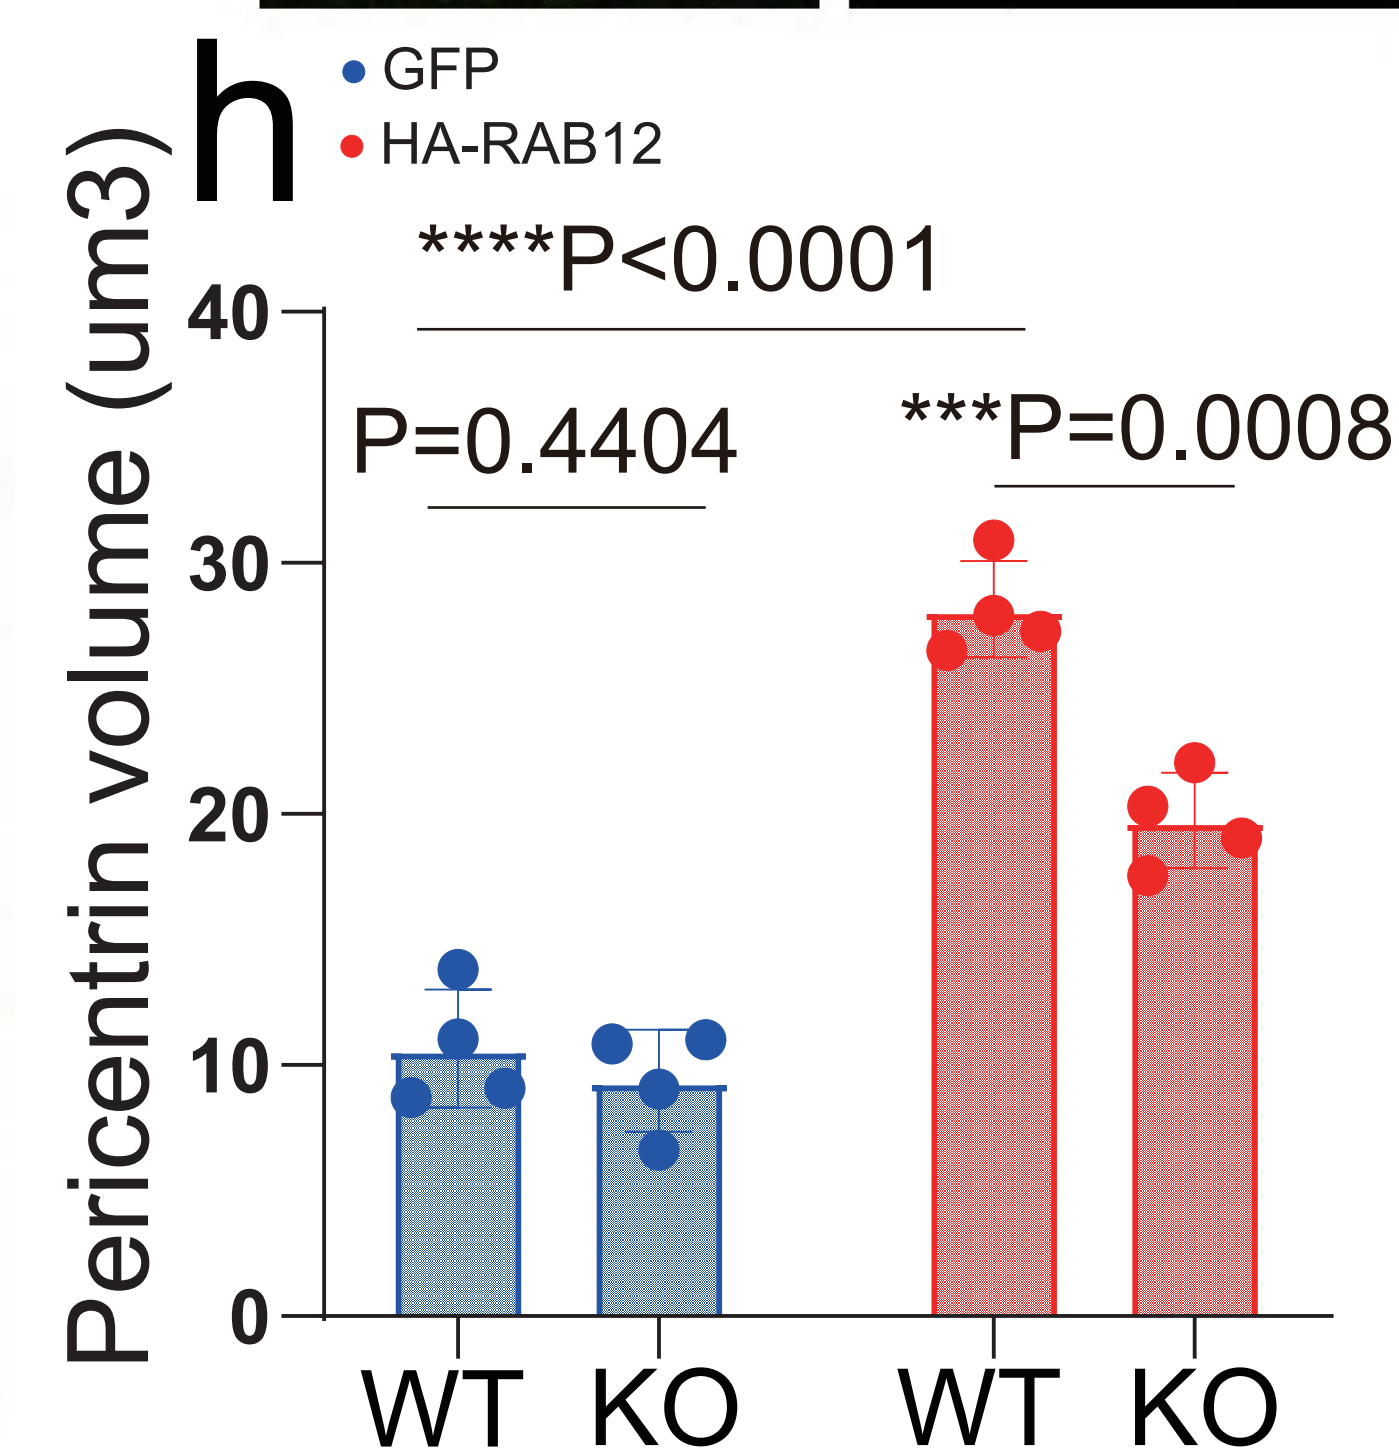 h
GFP
HA-RAB12
Pericentrin volume (um3)
****P<0.0001
P=0.4404
***P=0.0008
40
30
20
10
0
WT KO WT KO